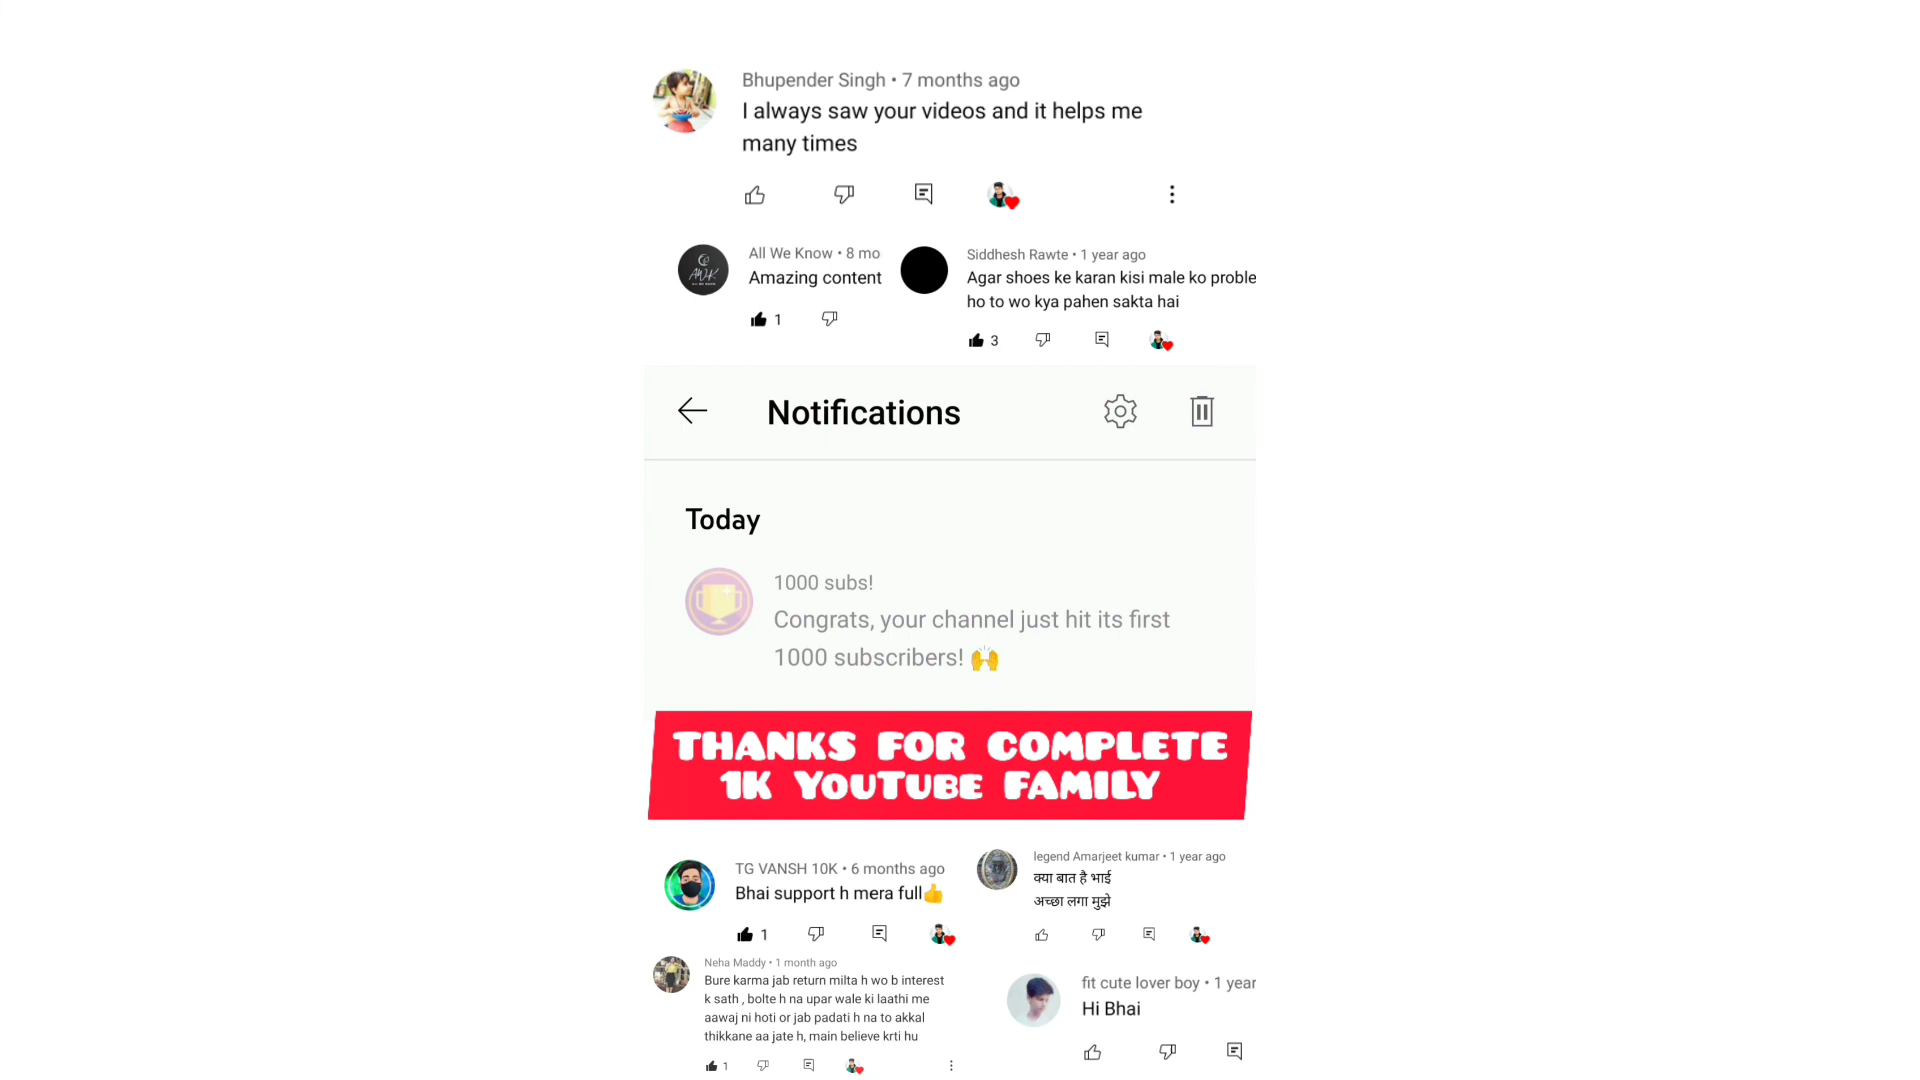 Bhupender Singh • 7 months ago
I always saw your videos and it helps me
many times
All We Know • 8 mo
Amazing content
1
Siddhesh Rawte • 1 year ago
Agar shoes ke karan kisi male ko proble
ho to wo kya pahen sakta hai
3
Notifications
Today
1000 subs!
Congrats, your channel just hit its first
1000 subscribers! 🙌
THANKS FOR COMPLETE
1K YOUTUBE FAMILY
TG VANSH 10K • 6 months ago
Bhai support h mera full👍
1
legend Amarjeet kumar • 1 year ago
क्या बात है भाई
अच्छा लगा मुझे
Neha Maddy • 1 month ago
Bure karma jab return milta h wo b interest
k sath , bolte h na upar wale ki laathi me
aawaj ni hoti or jab padati h na to akkal
thikkane aa jate h, main believe krti hu
1
fit cute lover boy • 1 year
Hi Bhai